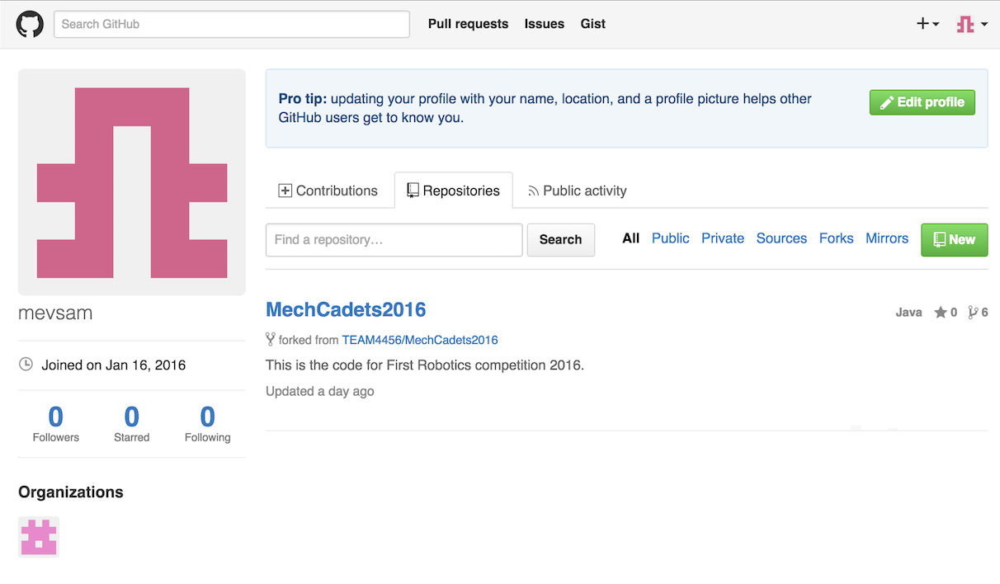 Search GitHub
Pull requests Issues Gist
Pro tip: updating your profile with your name, location, and a profile picture helps other
GitHub users get to know you.
Edit profile
Contributions Repositories Public activity
Find a repository… Search All Public Private Sources Forks Mirrors New
mevsam
Joined on Jan 16, 2016
0 0 0
Followers Starred Following
Organizations
MechCadets2016
Java 0 6
forked from TEAM4456/MechCadets2016
This is the code for First Robotics competition 2016.
Updated a day ago